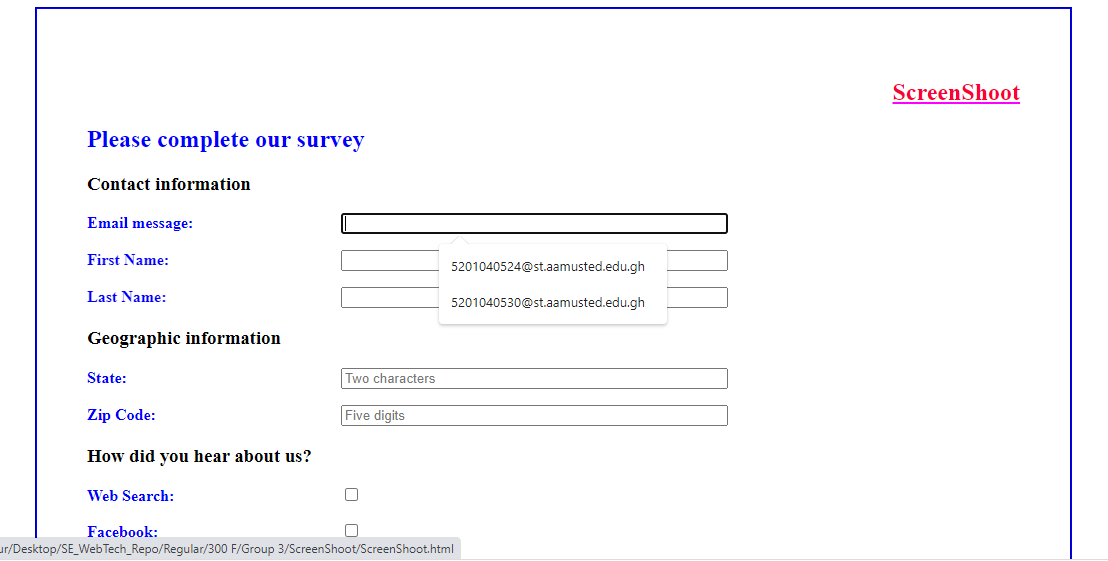 ScreenShoot
Please complete our survey
Contact information
Email message:
First Name:
5201040524@st.aamusted.edu.gh
Last Name:
5201040530@st.aamusted.edu.gh
Geographic information
State: Two characters
Zip Code: Five digits
How did you hear about us?
Web Search:
Facebook:
ur/Desktop/SE_WebTech_Repo/Regular/300 F/Group 3/ScreenShoot/ScreenShoot.html